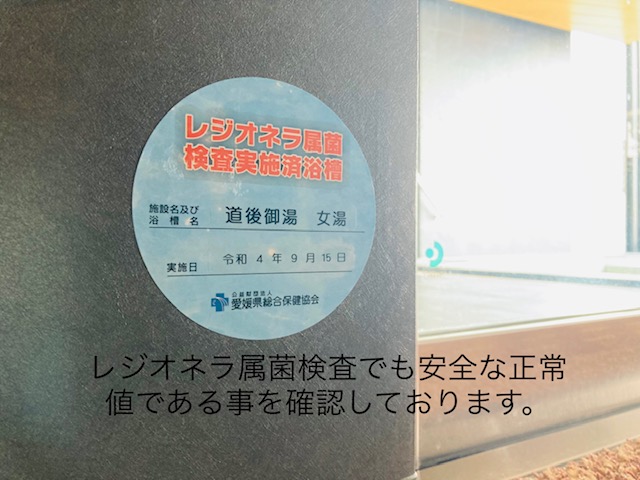 レジオネラ属菌
検査実施済浴槽
施設名及び
浴槽名
道後御湯 女湯
実施日 令和 4 年 9 月 15 日
公益財団法人
愛媛県総合保健協会
レジオネラ属菌検査でも安全な正常
値である事を確認しております。